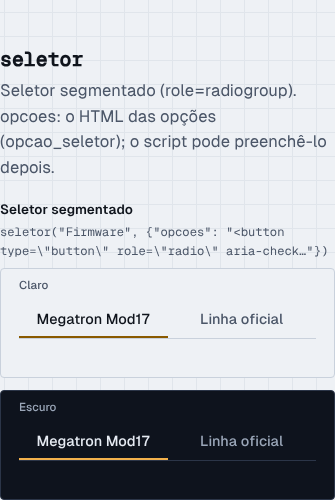 seletor
Seletor segmentado (role=radiogroup).
opcoes: o HTML das opções
(opcao_seletor); o script pode preenchê-lo
depois.
Seletor segmentado
seletor("Firmware", {"opcoes": "<button
type=\"button\" role=\"radio\" aria-check…"})
Claro
Megatron Mod17 Linha oficial
Escuro
Megatron Mod17 Linha oficial